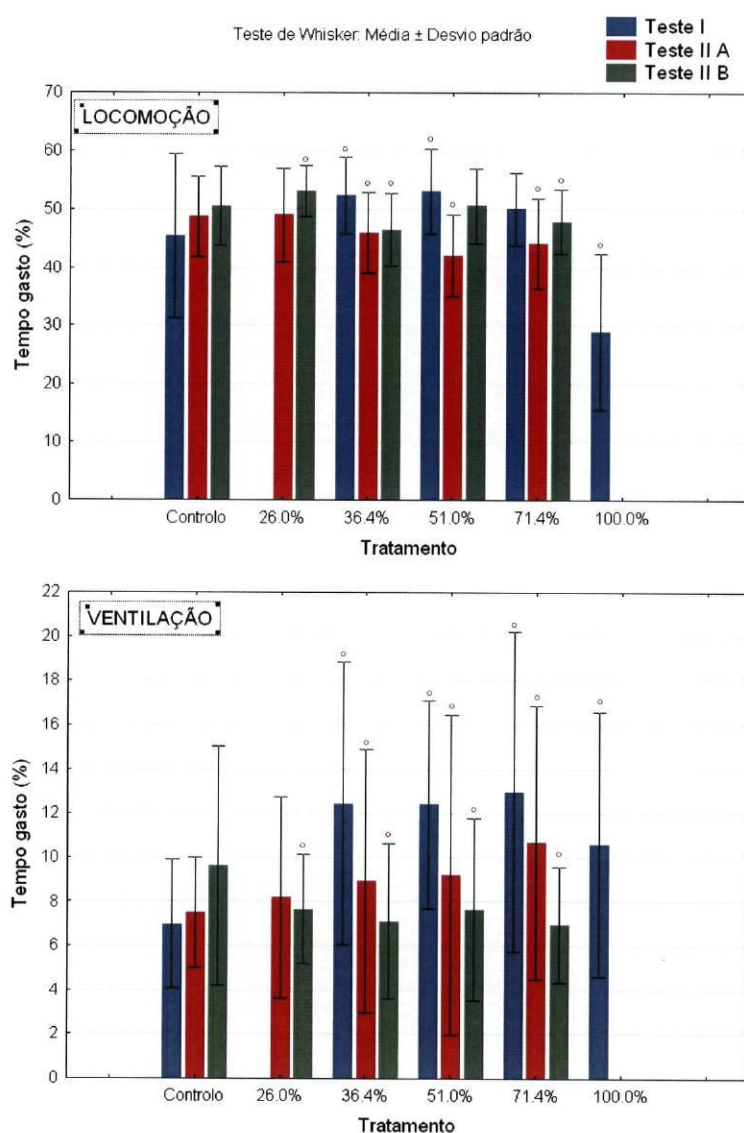 Teste de Whisker: Média ± Desvio padrão
Teste I
Teste II A
Teste II B
LOCOMOÇÃO
Tempo gasto (%)
70
60
50
40
30
20
10
0
Controlo 26.0% 36.4% 51.0% 71.4% 100.0%
Tratamento
VENTILAÇÃO
Tempo gasto (%)
22
20
18
16
14
12
10
8
6
4
2
0
Controlo 26.0% 36.4% 51.0% 71.4% 100.0%
Tratamento